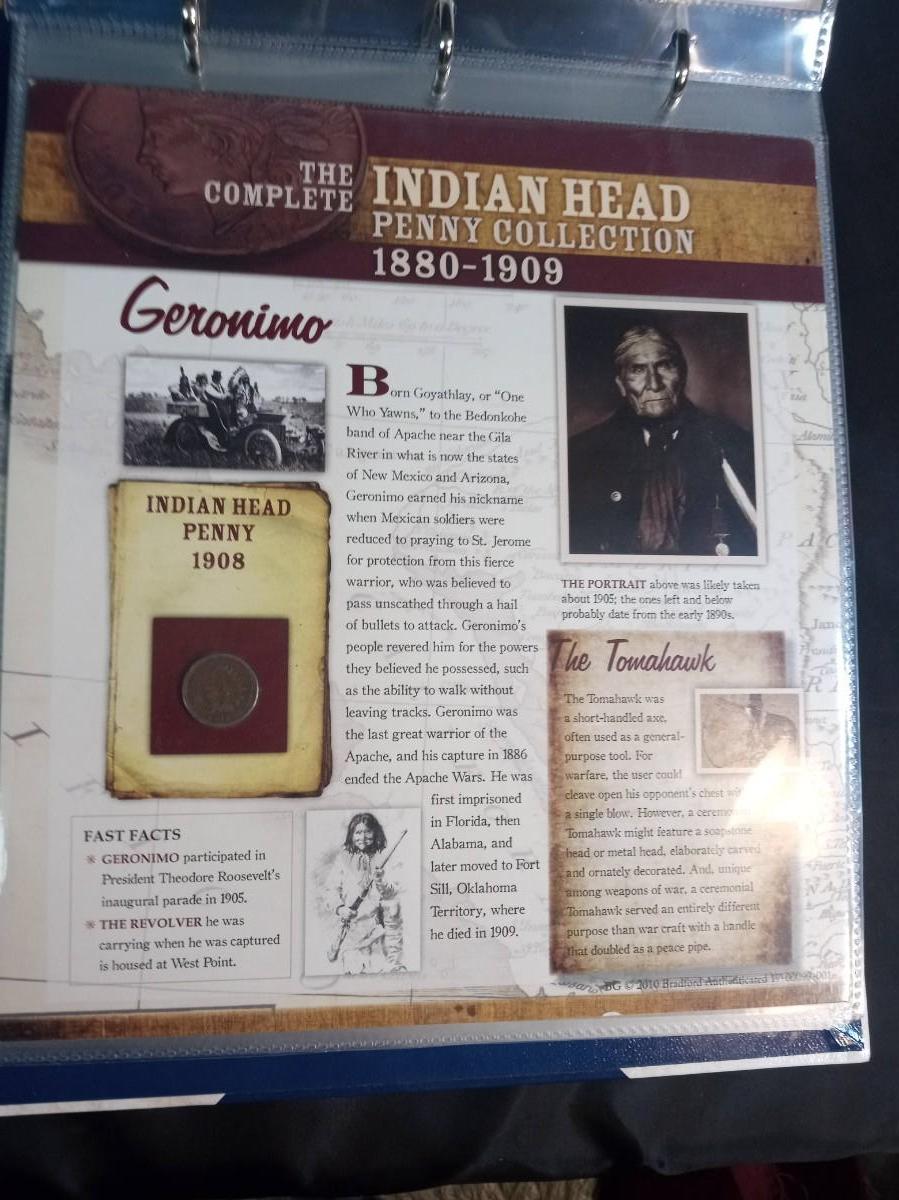 THE
COMPLETE
INDIAN HEAD
PENNY COLLECTION
1880-1909
Geronimo
Born Goyathlay, or "One
Who Yawns," to the Bedonkohe
band of Apache near the Gila
River in what is now the states
of New Mexico and Arizona,
Geronimo earned his nickname
when Mexican soldiers were
reduced to praying to St. Jerome
for protection from this fierce
warrior, who was believed to
pass unscathed through a hail
of bullets to attack. Geronimo's
people revered him for the powers
they believed he possessed, such
as the ability to walk without
leaving tracks. Geronimo was
the last great warrior of the
Apache, and his capture in 1886
ended the Apache Wars. He was
first imprisoned
in Florida, then
Alabama, and
later moved to Fort
Sill, Oklahoma
Territory, where
he died in 1909.
INDIAN HEAD
PENNY
1908
FAST FACTS
GERONIMO participated in
President Theodore Roosevelt's
inaugural parade in 1905.
THE REVOLVER he was
carrying when he was captured
is housed at West Point.
THE PORTRAIT above was likely taken
about 1905; the ones left and below
probably date from the early 1890s.
The Tomahawk
The Tomahawk was
a short-handled axe,
often used as a general-
purpose tool. For
warfare, the user could
cleave open his opponent's chest
a single blow. However, a
Tomahawk might feature a soapstone
head or metal head, elaborately carved
and ornately decorated. And, unique
among weapons of war, a ceremonial
Tomahawk served an entirely different
purpose than war craft with a handle
that doubled as a peace pipe.
BG © 2010 Bradford Authenticated